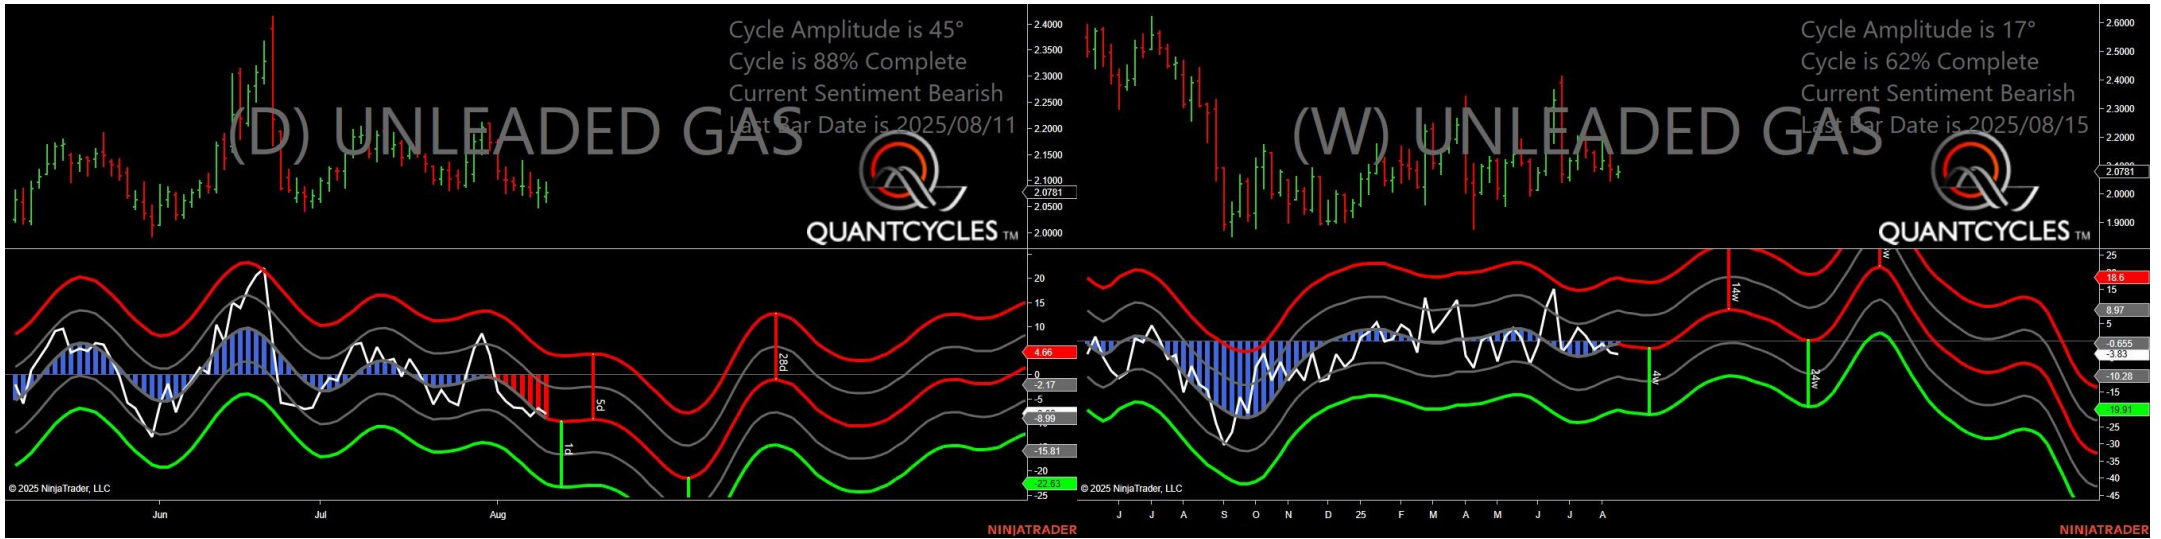 Cycle Amplitude is 45°
Cycle is 88% Complete
Current Sentiment Bearish
Last Bar Date is 2025/08/11
(D) UNLEADED GAS
QUANTCYCLES TM
2.4000
2.3500
2.3000
2.2500
2.2000
2.1500
2.1000
2.0781
2.0500
2.0000
20
15
10
4.66
0
-2.17
-5
-8.99
-15.81
-20
-22.63
-25
1d
5d
28d
© 2025 NinjaTrader, LLC
Jun
Jul
Aug
NINJATRADER
Cycle Amplitude is 17°
Cycle is 62% Complete
Current Sentiment Bearish
Last Bar Date is 2025/08/15
(W) UNLEADED GAS
QUANTCYCLES TM
2.6000
2.5000
2.4000
2.3000
2.2000
2.0781
2.0000
1.9000
25
18.6
15
8.97
5
-0.655
-3.83
-10.28
-15
-19.91
-25
-30
-35
-40
-45
4w
14w
24w
© 2025 NinjaTrader, LLC
J J A S O N D 25 F M A M J J A
NINJATRADER